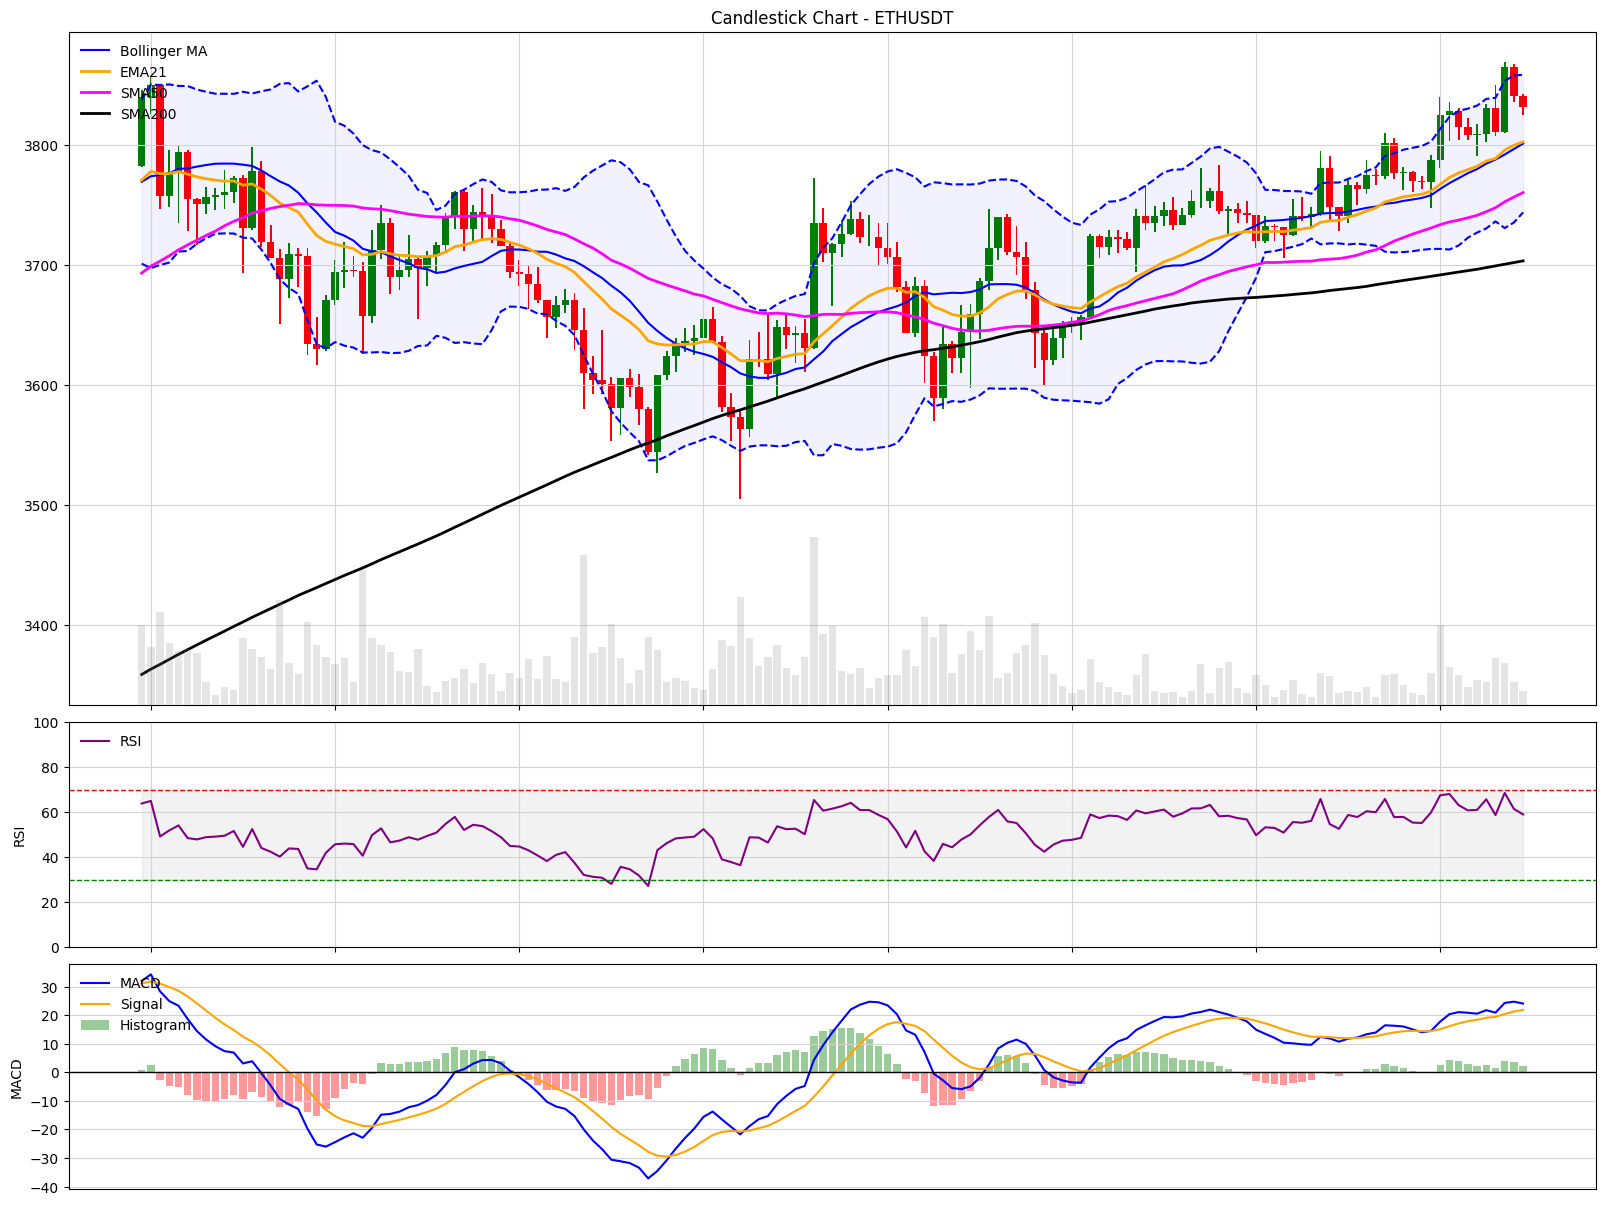 Candlestick Chart - ETHUSDT
Bollinger MA
EMA21
SMA50
SMA200
3800
3700
3600
3500
3400
RSI
100
80
60
40
20
0
RSI
MACD
Signal
Histogram
30
20
10
0
−10
−20
−30
−40
MACD